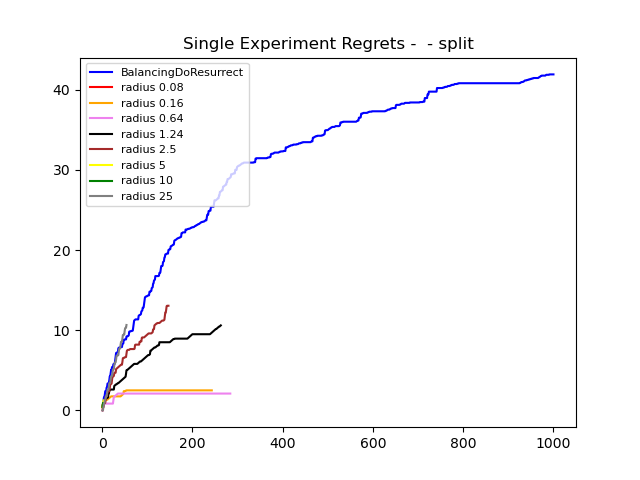 Single Experiment Regrets -  - split
BalancingDoResurrect
radius 0.08
radius 0.16
radius 0.64
radius 1.24
radius 2.5
radius 5
radius 10
radius 25
40
30
20
10
0
0 200 400 600 800 1000